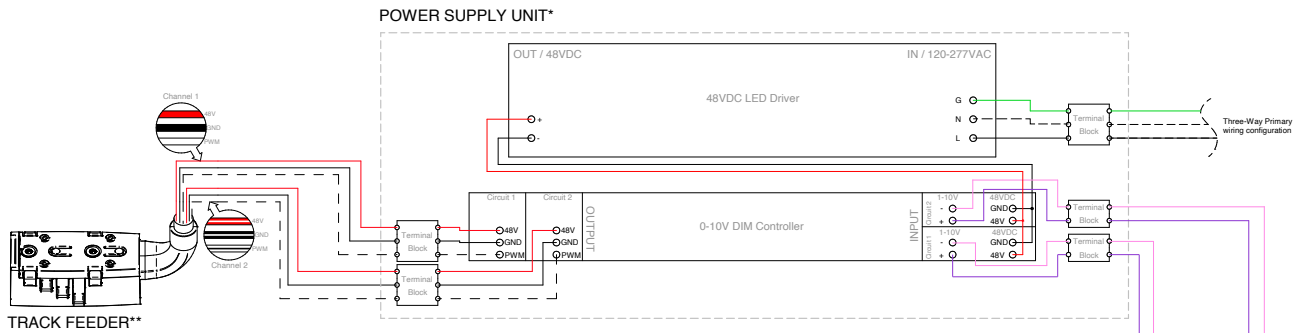 POWER SUPPLY UNIT*
OUT / 48VDC
IN / 120-277VAC
48VDC LED Driver
G
N
L
+
-
Terminal
Block
Three-Way Primary
wiring configuration
Channel 1
48V
GND
PWM
48V
GND
PWM
Channel 2
Terminal
Block
Terminal
Block
Circuit 1
Circuit 2
48V
GND
PWM
48V
GND
PWM
OUTPUT
0-10V DIM Controller
INPUT
Circuit 2
1-10V
-
+
48VDC
GND
48V
Circuit 1
1-10V
-
+
48VDC
GND
48V
Terminal
Block
Terminal
Block
TRACK FEEDER**